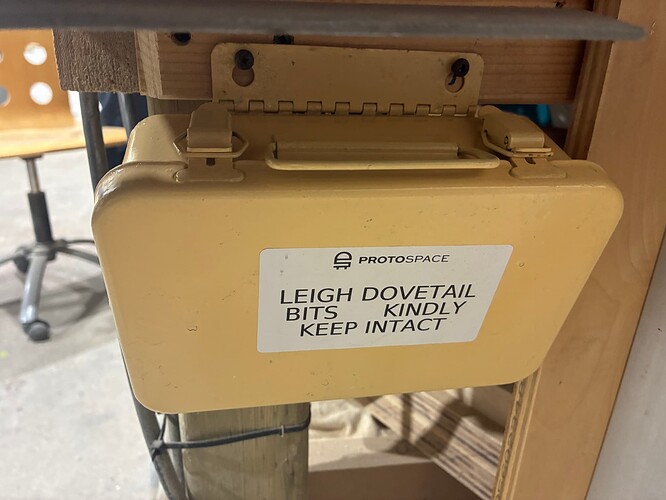 PROTOSPACE
LEIGH DOVETAIL
BITS KINDLY
KEEP INTACT